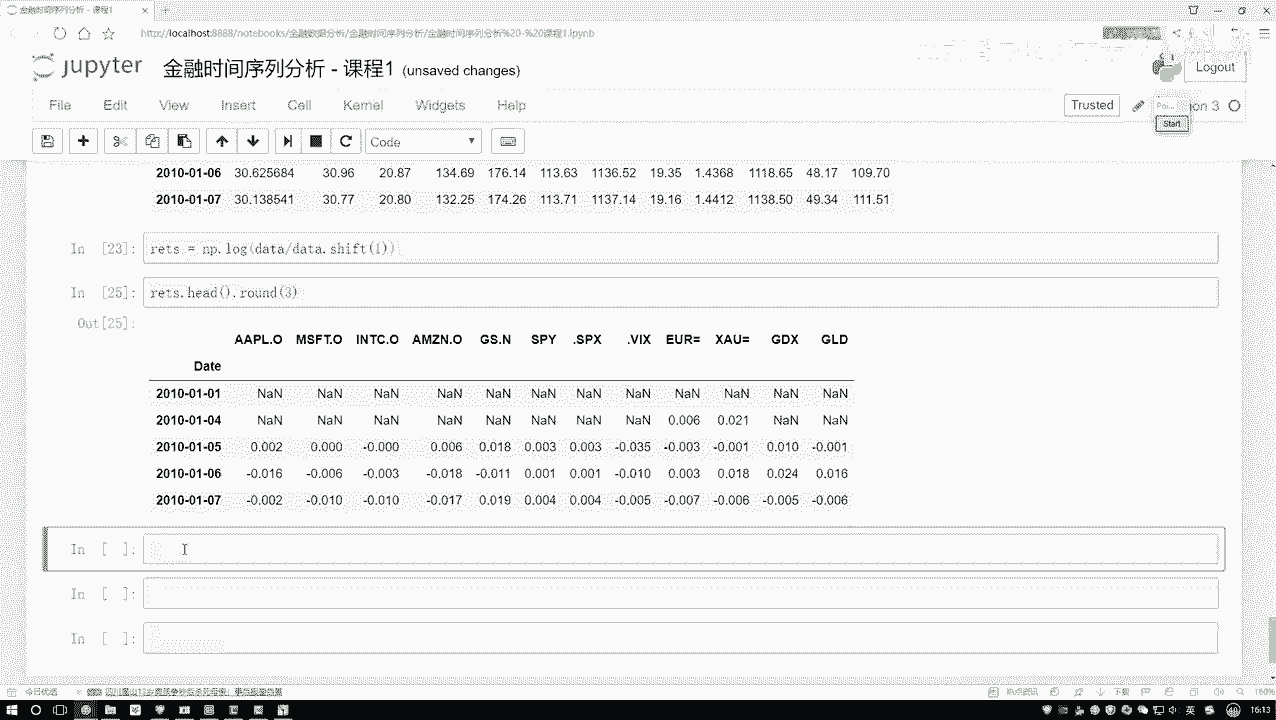 金融时间序列分析 - 课程1
http://localhost:8888/notebooks/金融数据分析/金融时间序列分析/金融时间序列分析%20-%20课程1.ipynb
jupyter 金融时间序列分析 - 课程1 (unsaved changes)
Logout
File Edit View Insert Cell Kernel Widgets Help
Trusted
on 3
Start
Code
2010-01-06 30.625684 30.96 20.87 134.69 176.14 113.63 1136.52 19.35 1.4368 1118.65 48.17 109.70
2010-01-07 30.138541 30.77 20.80 132.25 174.26 113.71 1137.14 19.16 1.4412 1138.50 49.34 111.51
In [23]: rets = np.log(data/data.shift(1))
In [25]: rets.head().round(3)
Out[25]:
AAPL.O MSFT.O INTC.O AMZN.O GS.N SPY .SPX .VIX EUR= XAU= GDX GLD
Date
2010-01-01 NaN NaN NaN NaN NaN NaN NaN NaN NaN NaN NaN NaN
2010-01-04 NaN NaN NaN NaN NaN NaN NaN NaN 0.006 0.021 NaN NaN
2010-01-05 0.002 0.000 -0.000 0.006 0.018 0.003 0.003 -0.035 -0.003 -0.001 0.010 -0.001
2010-01-06 -0.016 -0.006 -0.003 -0.018 -0.011 0.001 0.001 -0.010 0.003 0.018 0.024 0.016
2010-01-07 -0.002 -0.010 -0.010 -0.017 0.019 0.004 0.004 -0.005 -0.007 -0.006 -0.005 -0.006
In [ ]:
In [ ]:
In [ ]:
今日优选
下载
160%
英
16:13